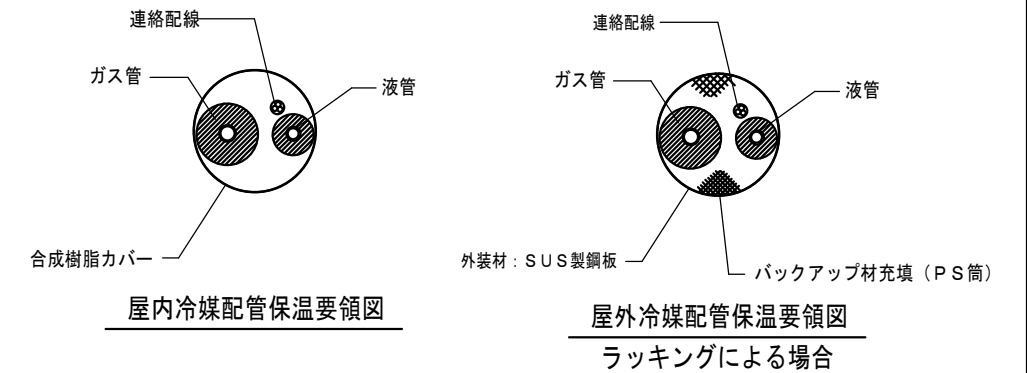 連絡配線
ガス管
液管
合成樹脂カバー
屋内冷媒配管保温要領図
連絡配線
ガス管
液管
外装材：ＳＵＳ製鋼板
バックアップ材充填（ＰＳ筒）
屋外冷媒配管保温要領図
ラッキングによる場合